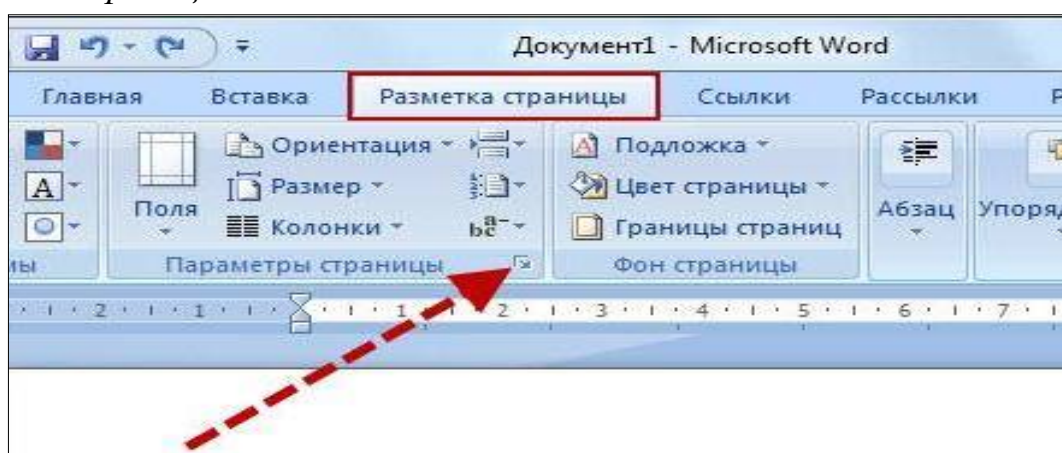 Документ1 - Microsoft Word
Главная Вставка Разметка страницы Ссылки Рассылки
Ориентация Подложка
A Размер Цвет страницы
Поля Колонки Границы страниц Абзац
Параметры страницы Фон страницы
2 1 1 2 3 4 5 6 7